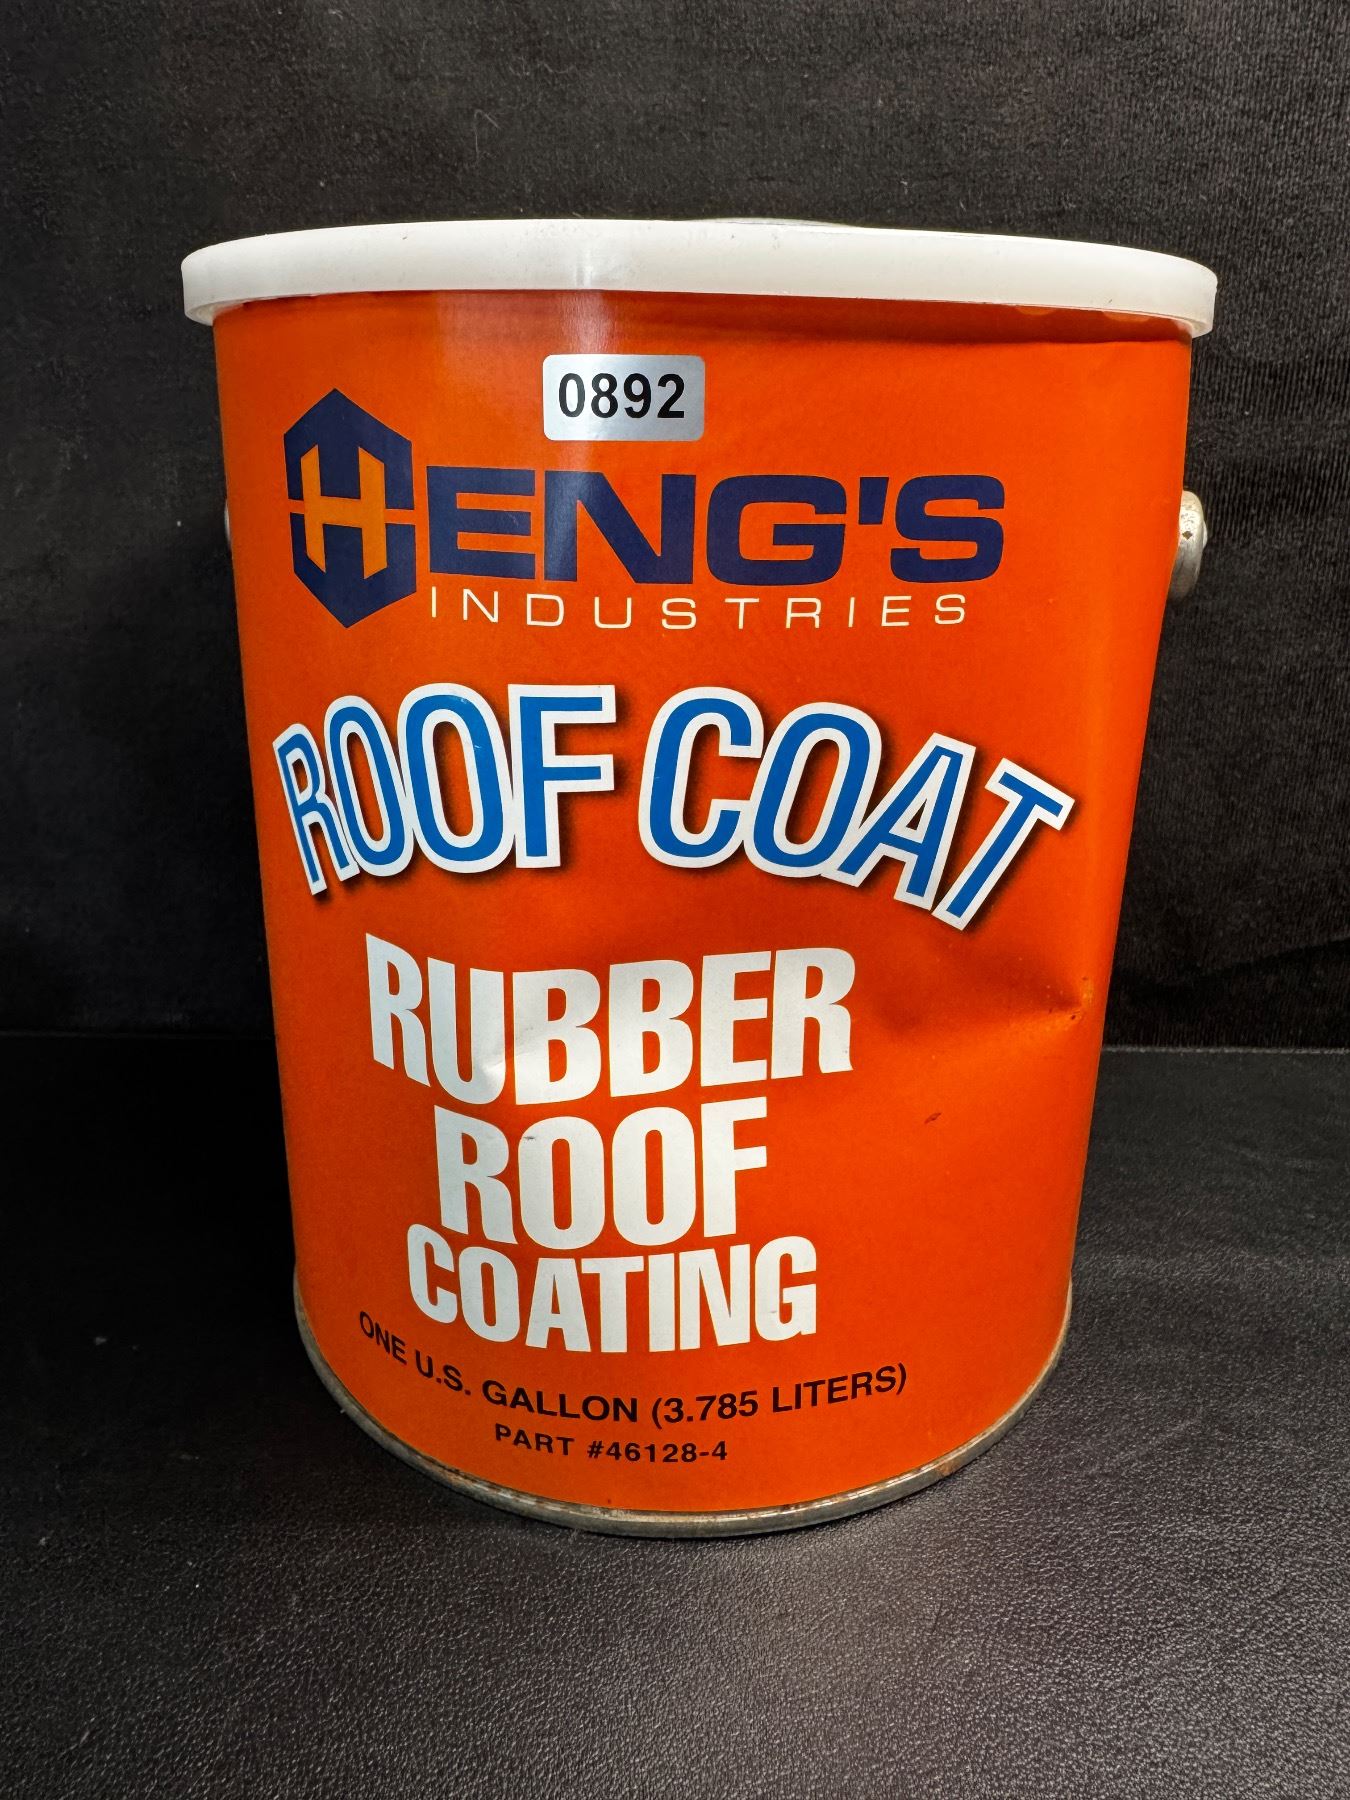 0892
HENG'S
INDUSTRIES
ROOF COAT
RUBBER
ROOF
COATING
ONE U.S. GALLON (3.785 LITERS)
PART #46128-4